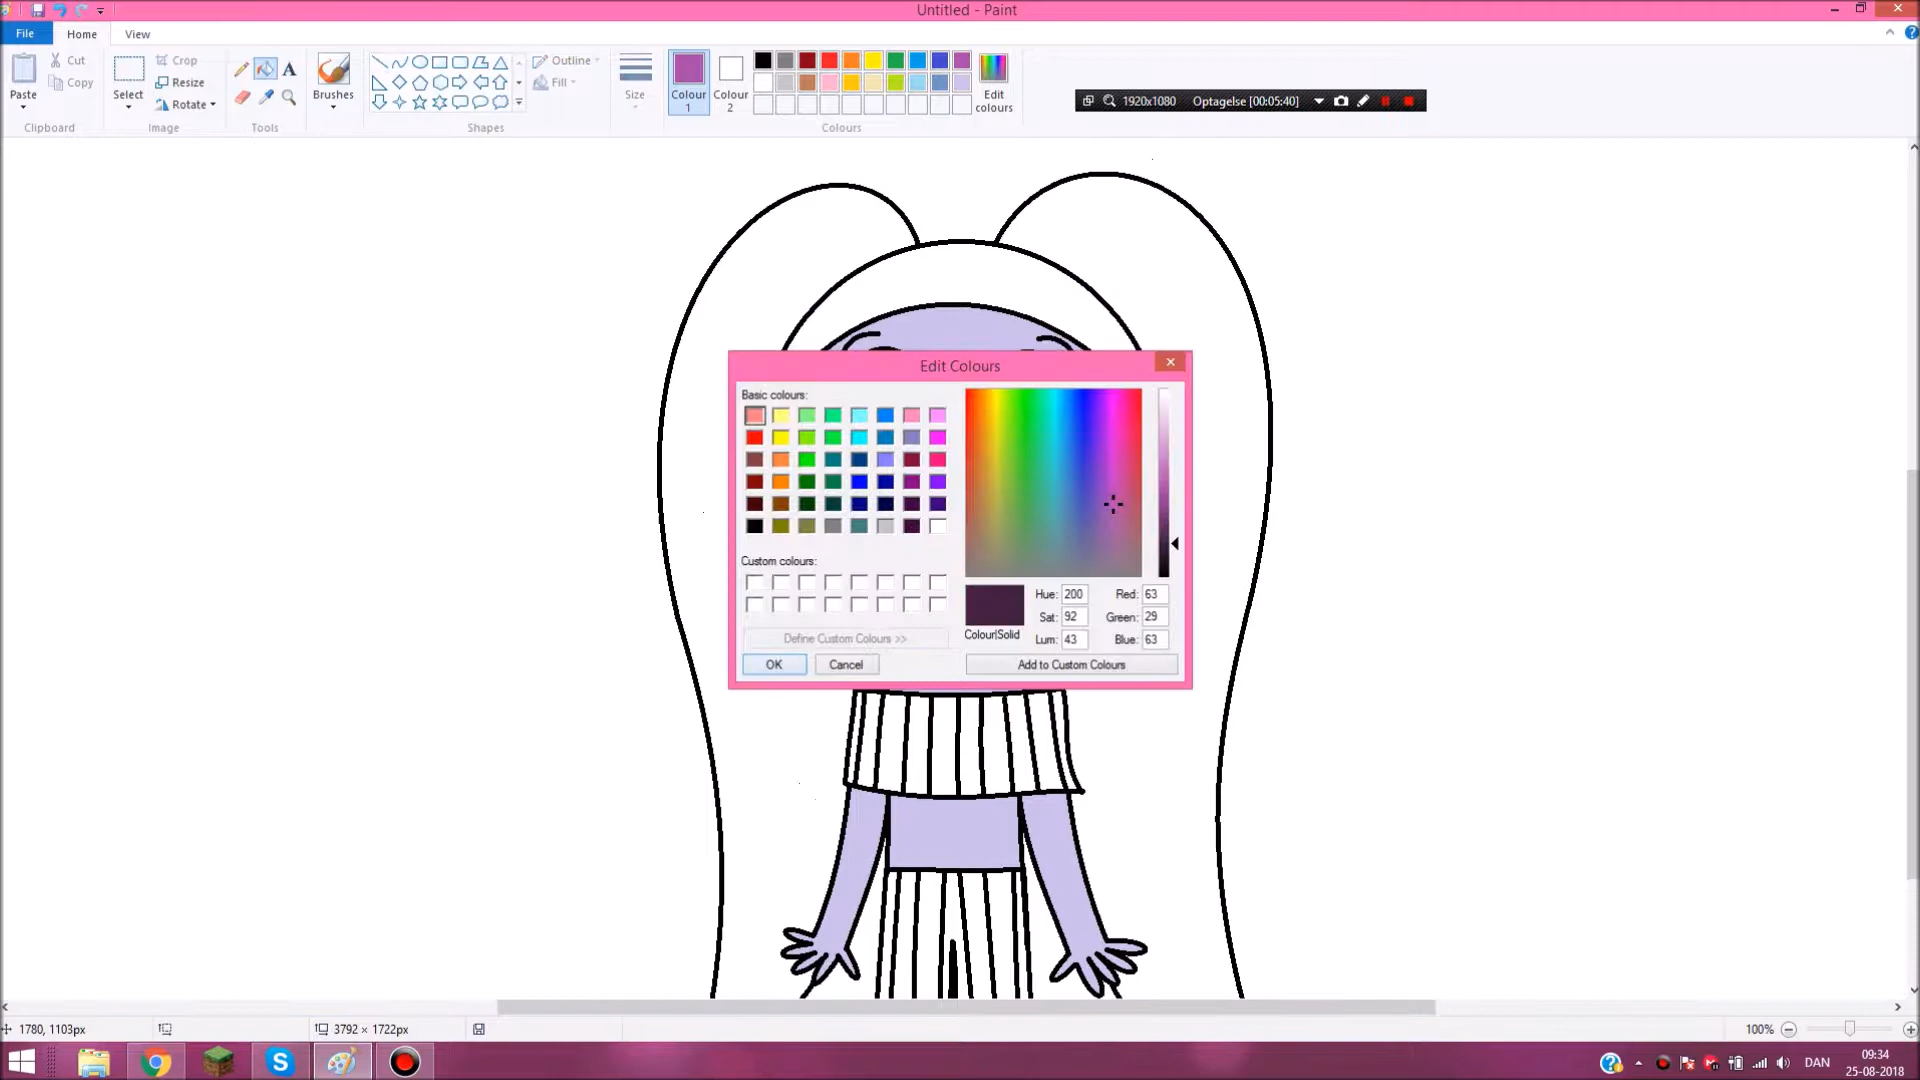 Untitled - Paint
File Home View
Cut
Copy
Paste
Clipboard
Crop
Resize
Rotate
Select
Image
A
Tools
Brushes
Outline
Fill
Shapes
Size
Colour 1
Colour 2
Edit colours
Colours
1920x1080 Optagelse [00:05:40]
Edit Colours
Basic colours:
Custom colours:
Define Custom Colours >>
OK Cancel
Hue: 200 Red: 63
Sat: 92 Green: 29
Colour|Solid Lum: 43 Blue: 63
Add to Custom Colours
1780, 1103px 3792 × 1722px 100%
DAN
09:34
25-08-2018